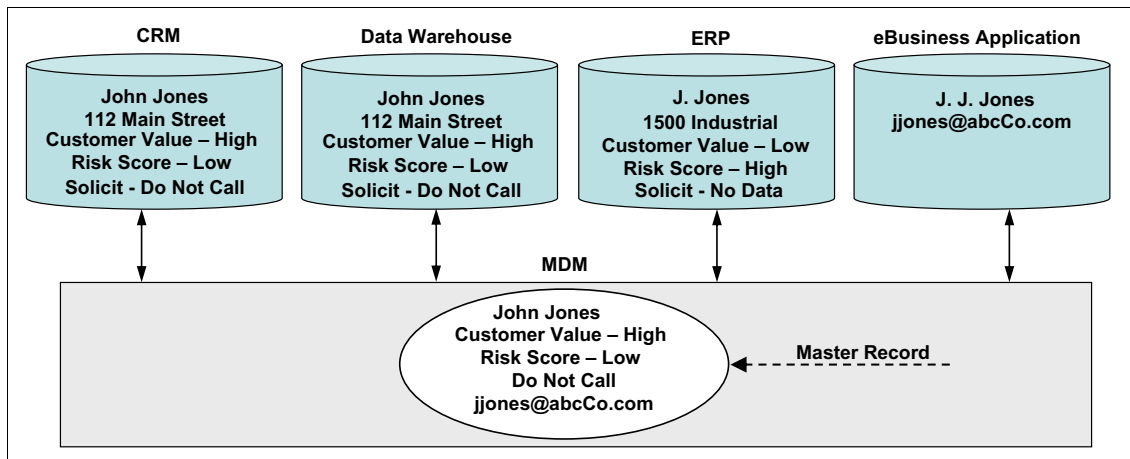 CRM
John Jones
112 Main Street
Customer Value – High
Risk Score – Low
Solicit - Do Not Call
Data Warehouse
John Jones
112 Main Street
Customer Value – High
Risk Score – Low
Solicit - Do Not Call
ERP
J. Jones
1500 Industrial
Customer Value – Low
Risk Score – High
Solicit - No Data
eBusiness Application
J. J. Jones
jjones@abcCo.com
MDM
John Jones
Customer Value – High
Risk Score – Low
Do Not Call
jjones@abcCo.com
Master Record